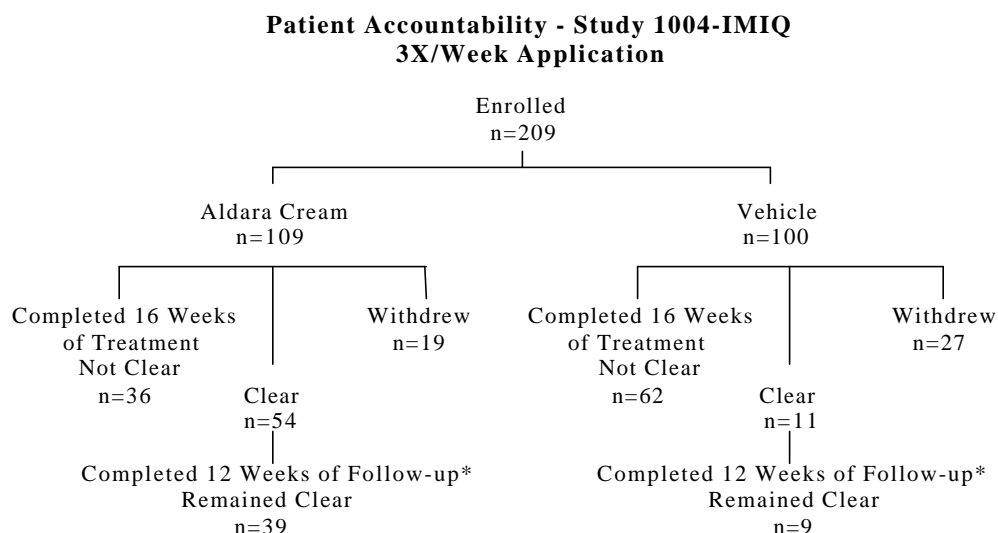 Patient Accountability - Study 1004-IMIQ
3X/Week Application
Enrolled
n=209
Aldara Cream
n=109
Vehicle
n=100
Completed 16 Weeks
of Treatment
Not Clear
n=36
Clear
n=54
Withdrew
n=19
Completed 12 Weeks of Follow-up*
Remained Clear
n=39
Completed 16 Weeks
of Treatment
Not Clear
n=62
Clear
n=11
Withdrew
n=27
Completed 12 Weeks of Follow-up*
Remained Clear
n=9